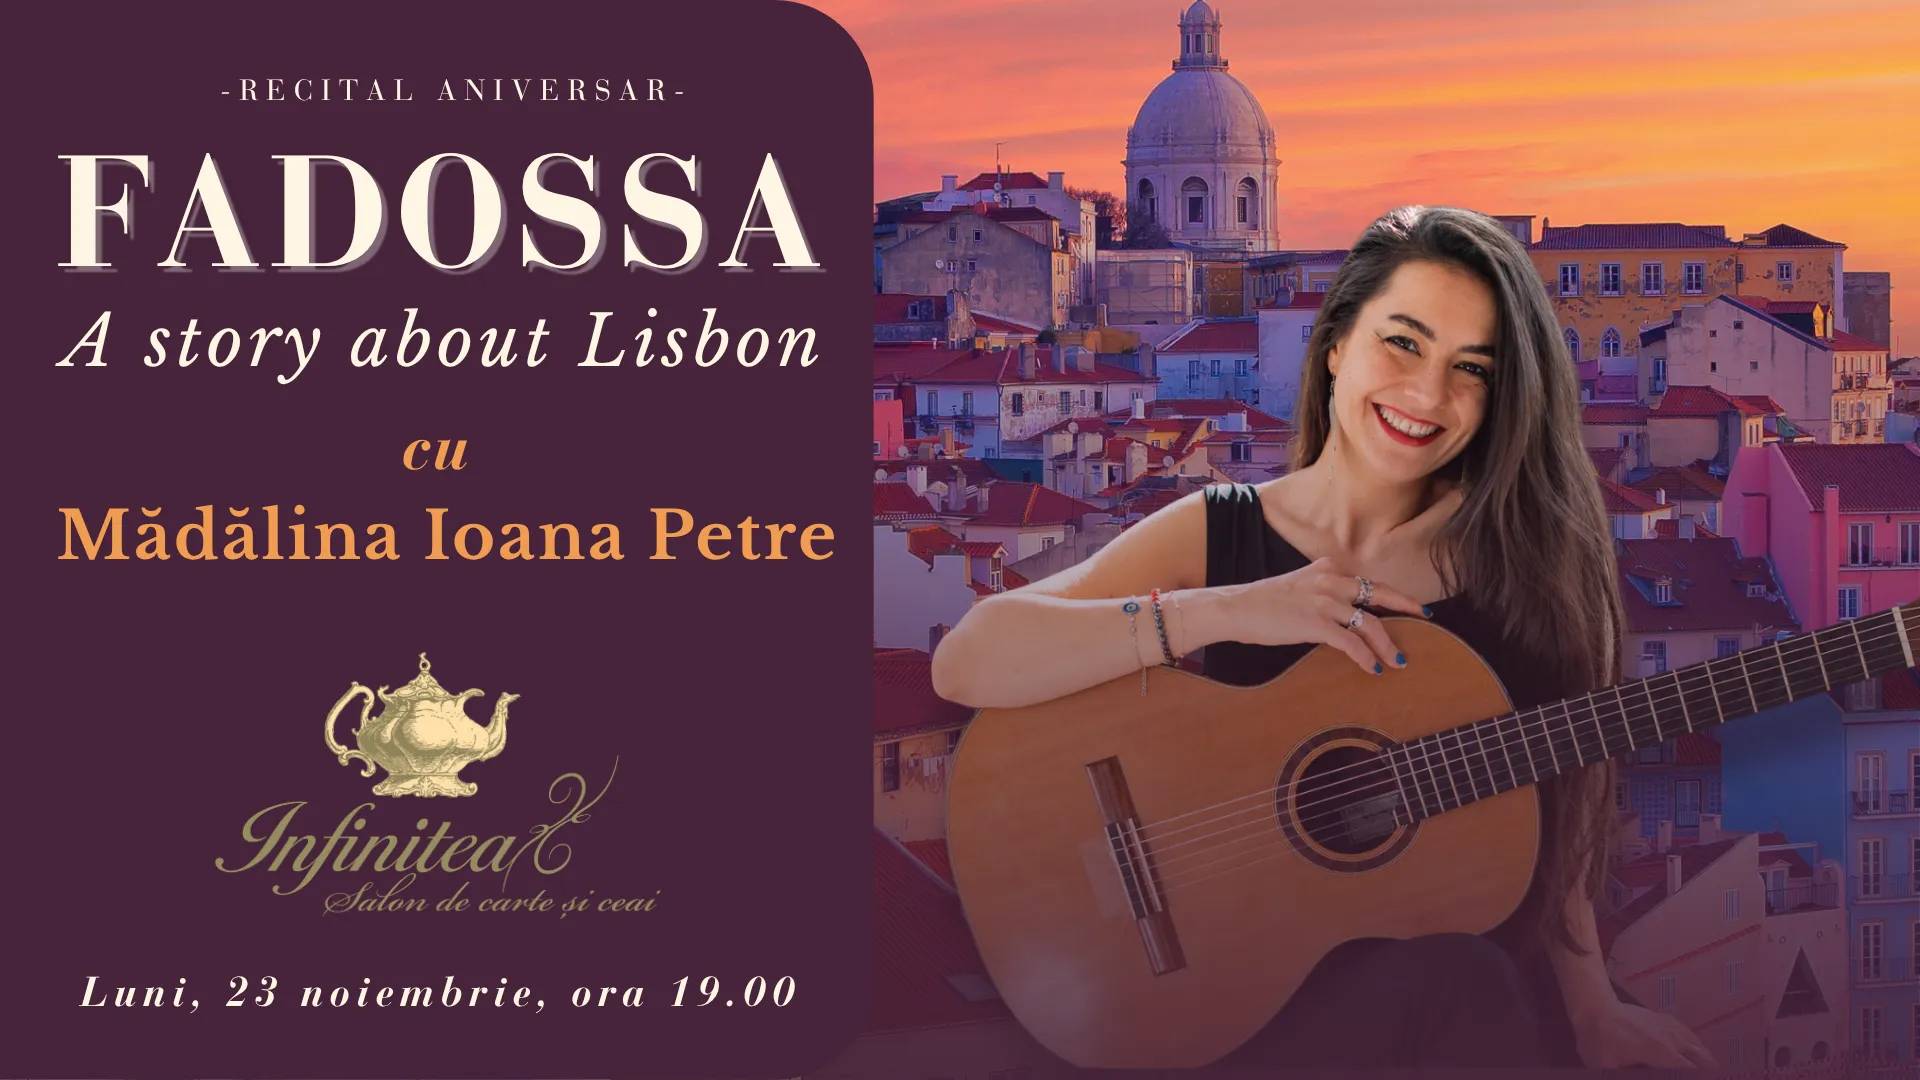 -RECITAL ANIVERSAR-
FADOSSA
A story about Lisbon
cu
Mădălina Ioana Petre
Infinitea
Salon de carte și ceai
Luni, 23 noiembrie, ora 19.00